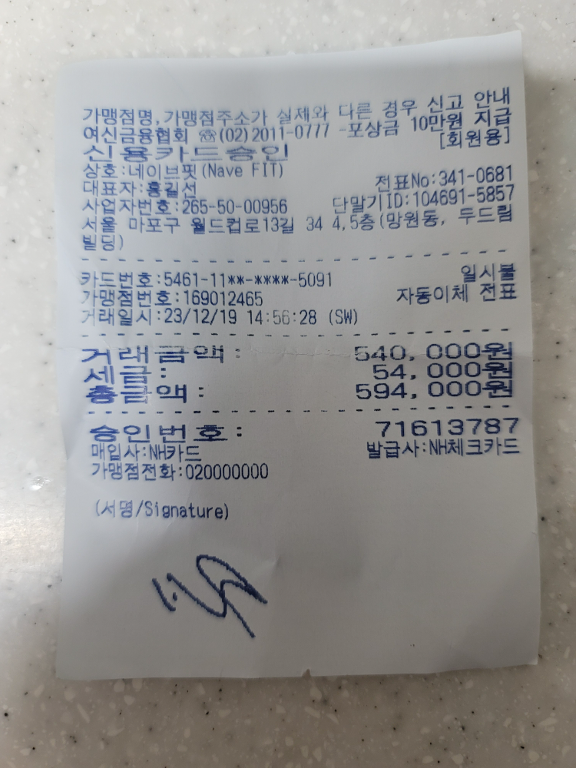 가맹점명,가맹점주소가 실제와 다른 경우 신고 안내
여신금융협회 ☎(02)2011-0777 -포상금 10만원 지급
[회원용]
신용카드승인
상호:네이브핏(Nave FIT)
대표자:홍길선 전표No:341-0681
사업자번호:265-50-00956 단말기ID:104691-5857
서울 마포구 월드컵로13길 34 4,5층(망원동, 두드림
빌딩)
카드번호:5461-11**-****-5091 일시불
가맹점번호:169012465 자동이체 전표
거래일시:23/12/19 14:56:28 (SW)
거래금액: 540,000원
세금: 54,000원
총금액: 594,000원
승인번호: 71613787
매입사:NH카드 발급사:NH체크카드
가맹점전화:020000000
(서명/Signature)